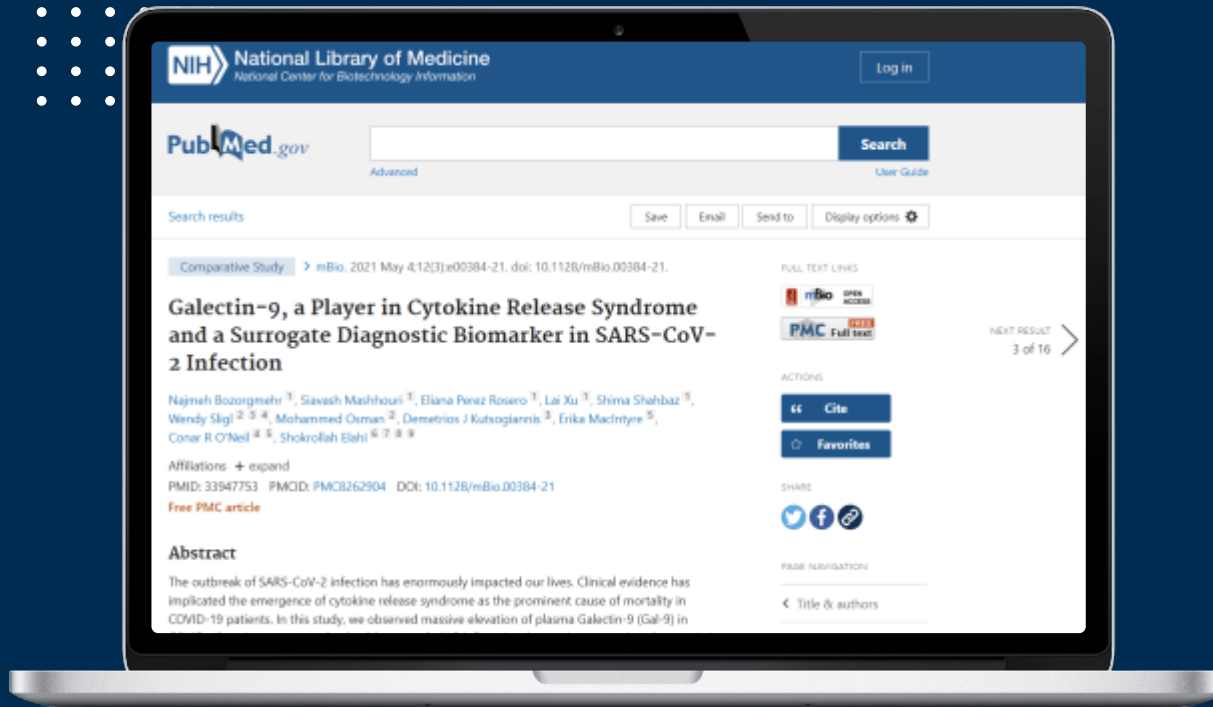 NIH National Library of Medicine
National Center for Biotechnology Information
Log in
PubMed.gov
Search
Advanced
User Guide
Search results
Save
Email
Send to
Display options
Comparative Study
mBio. 2021 May 4;12(3):e00384-21. doi: 10.1128/mBio.00384-21.
Galectin-9, a Player in Cytokine Release Syndrome
and a Surrogate Diagnostic Biomarker in SARS-CoV-
2 Infection
Najmeh Bozorgmehr 1, Siavash Mashhouri 1, Eliana Perez Rosero 1, Lai Xu 1, Shima Shahbaz 1,
Wendy Sligl 2 3 4, Mohammed Osman 2, Demetrios J Kutsogiannis 3, Erika MacIntyre 5,
Conar R O'Neil 4 5, Shokrollah Elahi 6 7 8 9
Affiliations + expand
PMID: 33947753 PMCID: PMC8262904 DOI: 10.1128/mBio.00384-21
Free PMC article
Abstract
The outbreak of SARS-CoV-2 infection has enormously impacted our lives. Clinical evidence has
implicated the emergence of cytokine release syndrome as the prominent cause of mortality in
COVID-19 patients. In this study, we observed massive elevation of plasma Galectin-9 (Gal-9) in
FULL TEXT LINKS
mBio OPEN ACCESS
PMC FREE Full text
ACTIONS
Cite
Favorites
SHARE
PAGE NAVIGATION
Title & authors
NEXT RESULT
3 of 16